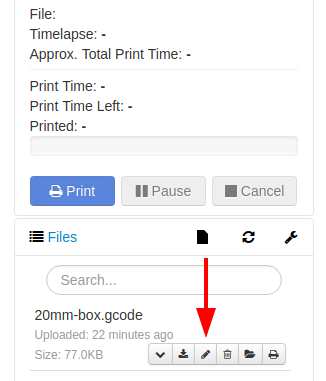 File:
Timelapse: -
Approx. Total Print Time: -
Print Time: -
Print Time Left: -
Printed: -
Print Pause Cancel
Files
Search...
20mm-box.gcode
Uploaded: 22 minutes ago
Size: 77.0KB